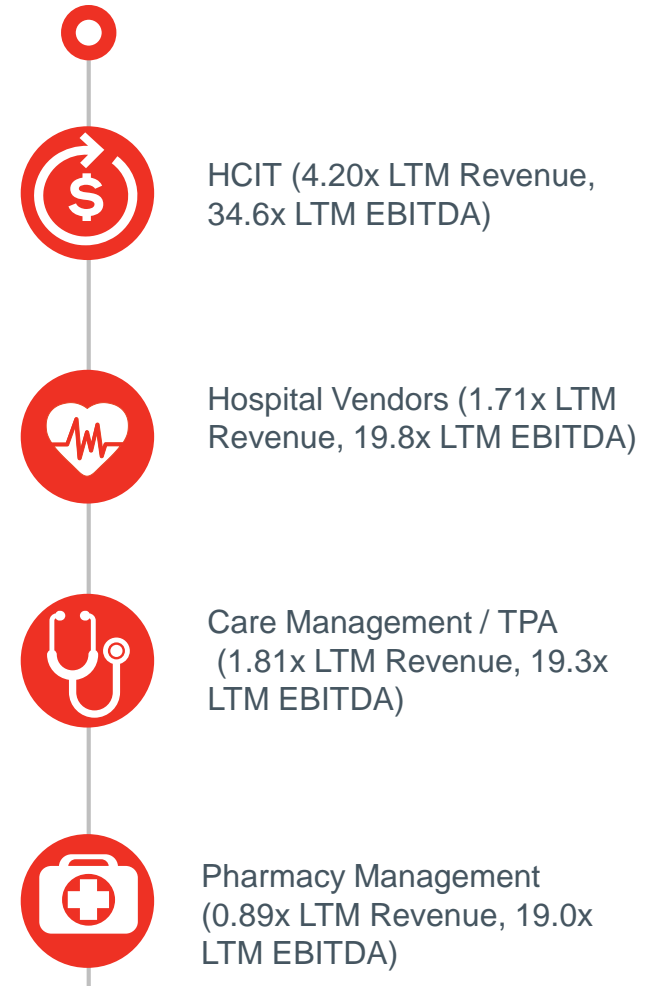 $
HCIT (4.20x LTM Revenue,
34.6x LTM EBITDA)
Hospital Vendors (1.71x LTM
Revenue, 19.8x LTM EBITDA)
Care Management / TPA
(1.81x LTM Revenue, 19.3x
LTM EBITDA)
Pharmacy Management
(0.89x LTM Revenue, 19.0x
LTM EBITDA)